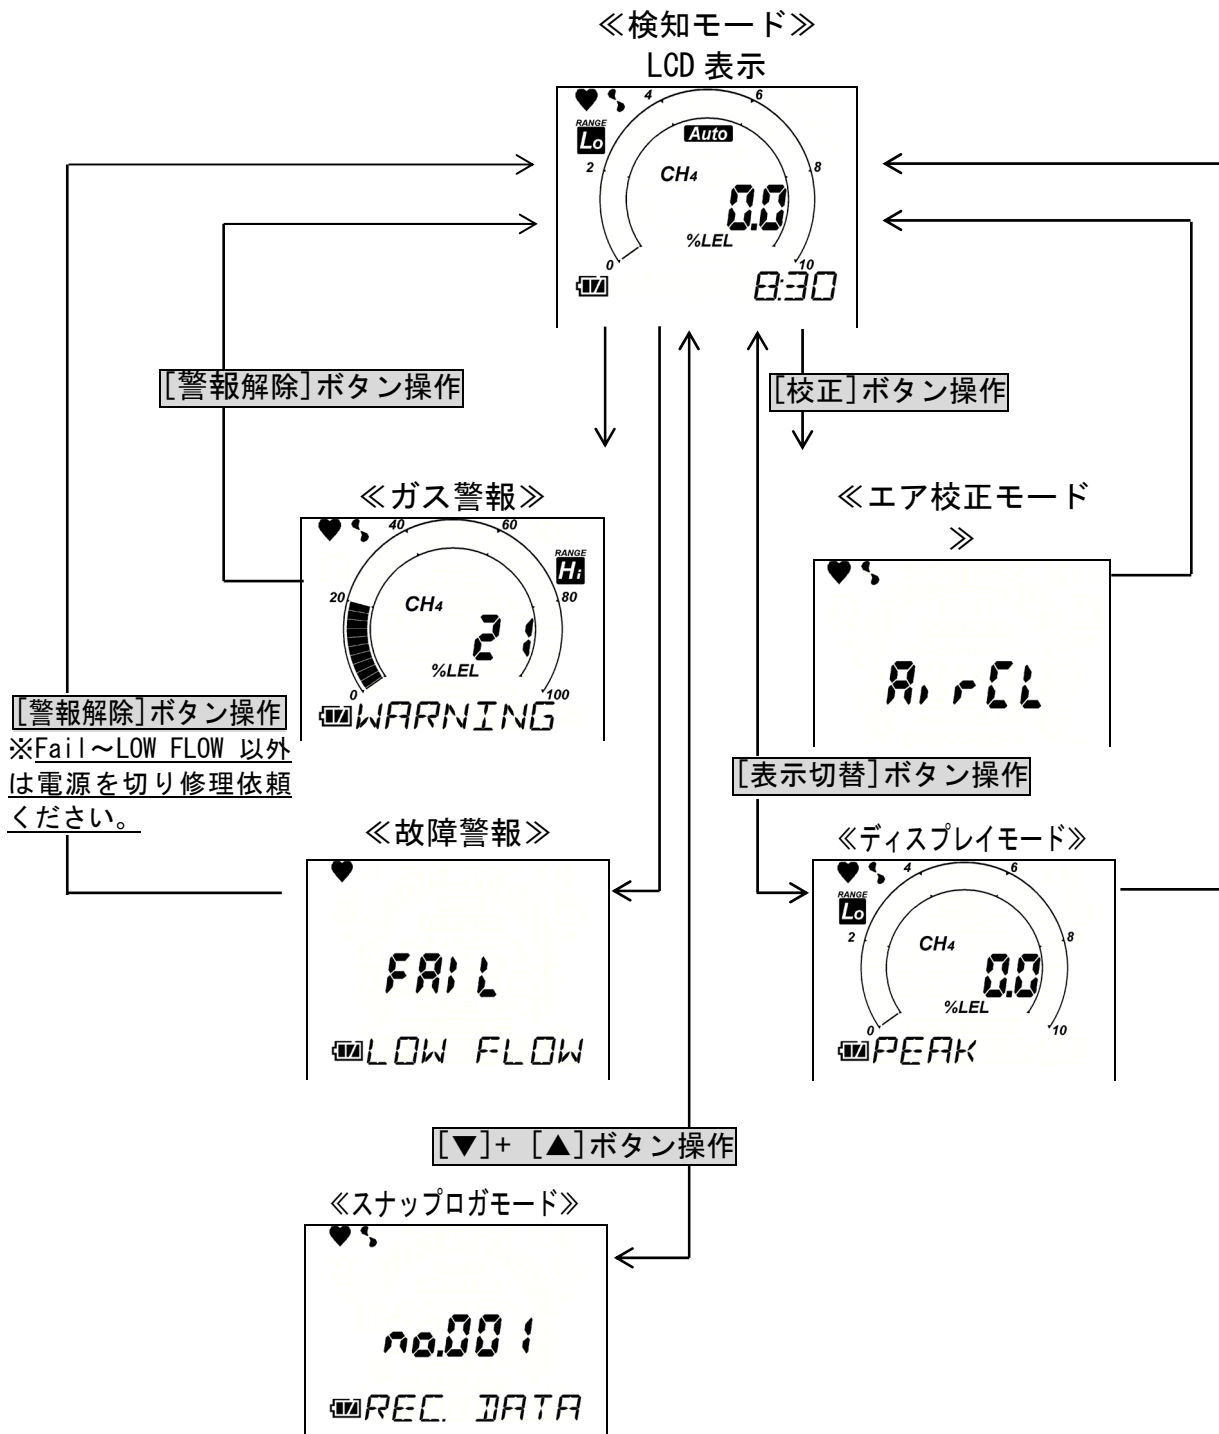 ≪検知モード≫
LCD 表示
4
6
RANGE
Lo
Auto
2
8
CH4
0.0
%LEL
0
10
8:30
[警報解除]ボタン操作
[校正]ボタン操作
≪ガス警報≫
40
60
RANGE
Hi
20
80
CH4
21
%LEL
0
100
WARNING
≪エア校正モード
≫
AirCL
[警報解除]ボタン操作
※Fail～LOW FLOW 以外
は電源を切り修理依頼
ください。
[表示切替]ボタン操作
≪故障警報≫
FAIL
LOW FLOW
≪ディスプレイモード≫
4
6
RANGE
Lo
2
8
CH4
0.0
%LEL
0
10
PEAK
[▼]+ [▲]ボタン操作
≪スナップロガモード≫
no.001
REC. DATA